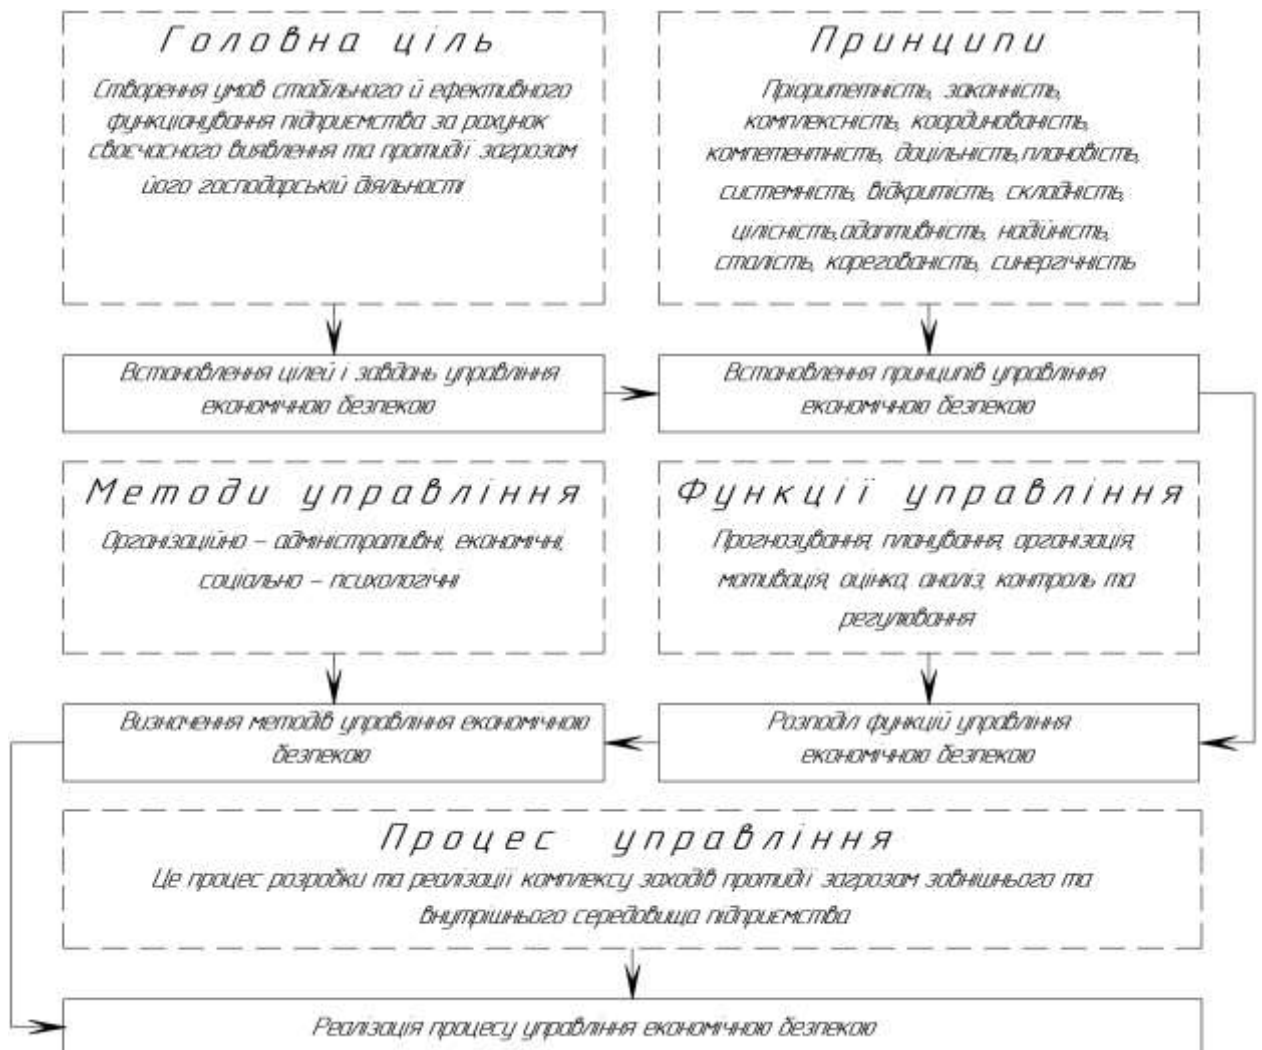 Головна ціль
Створення умов стабільного й ефективного
функціонування підприємства за рахунок
своєчасного виявлення та протидії загрозам
його господарській діяльності
Принципи
Пріоритетність, законність,
комплексність, координованість,
компетентність, доцільність,плановість,
системність, відкритість, складність,
цілісність,адаптивність, надійність,
сталість, корегованість, синергічність
Встановлення цілей і завдань управління
економічною безпекою
Встановлення принципів управління
економічною безпекою
Методи управління
Організаційно – адміністративні, економічні,
соціально – психологічні
Функції управління
Прогнозування, планування, організація,
мотивація, оцінка, аналіз, контроль та
регулювання
Визначення методів управління економічною
безпекою
Розподіл функцій управління
економічною безпекою
Процес управління
Це процес розробки та реалізації комплексу заходів протидії загрозам зовнішнього та
внутрішнього середовища підприємства
Реалізація процесу управління економічною безпекою